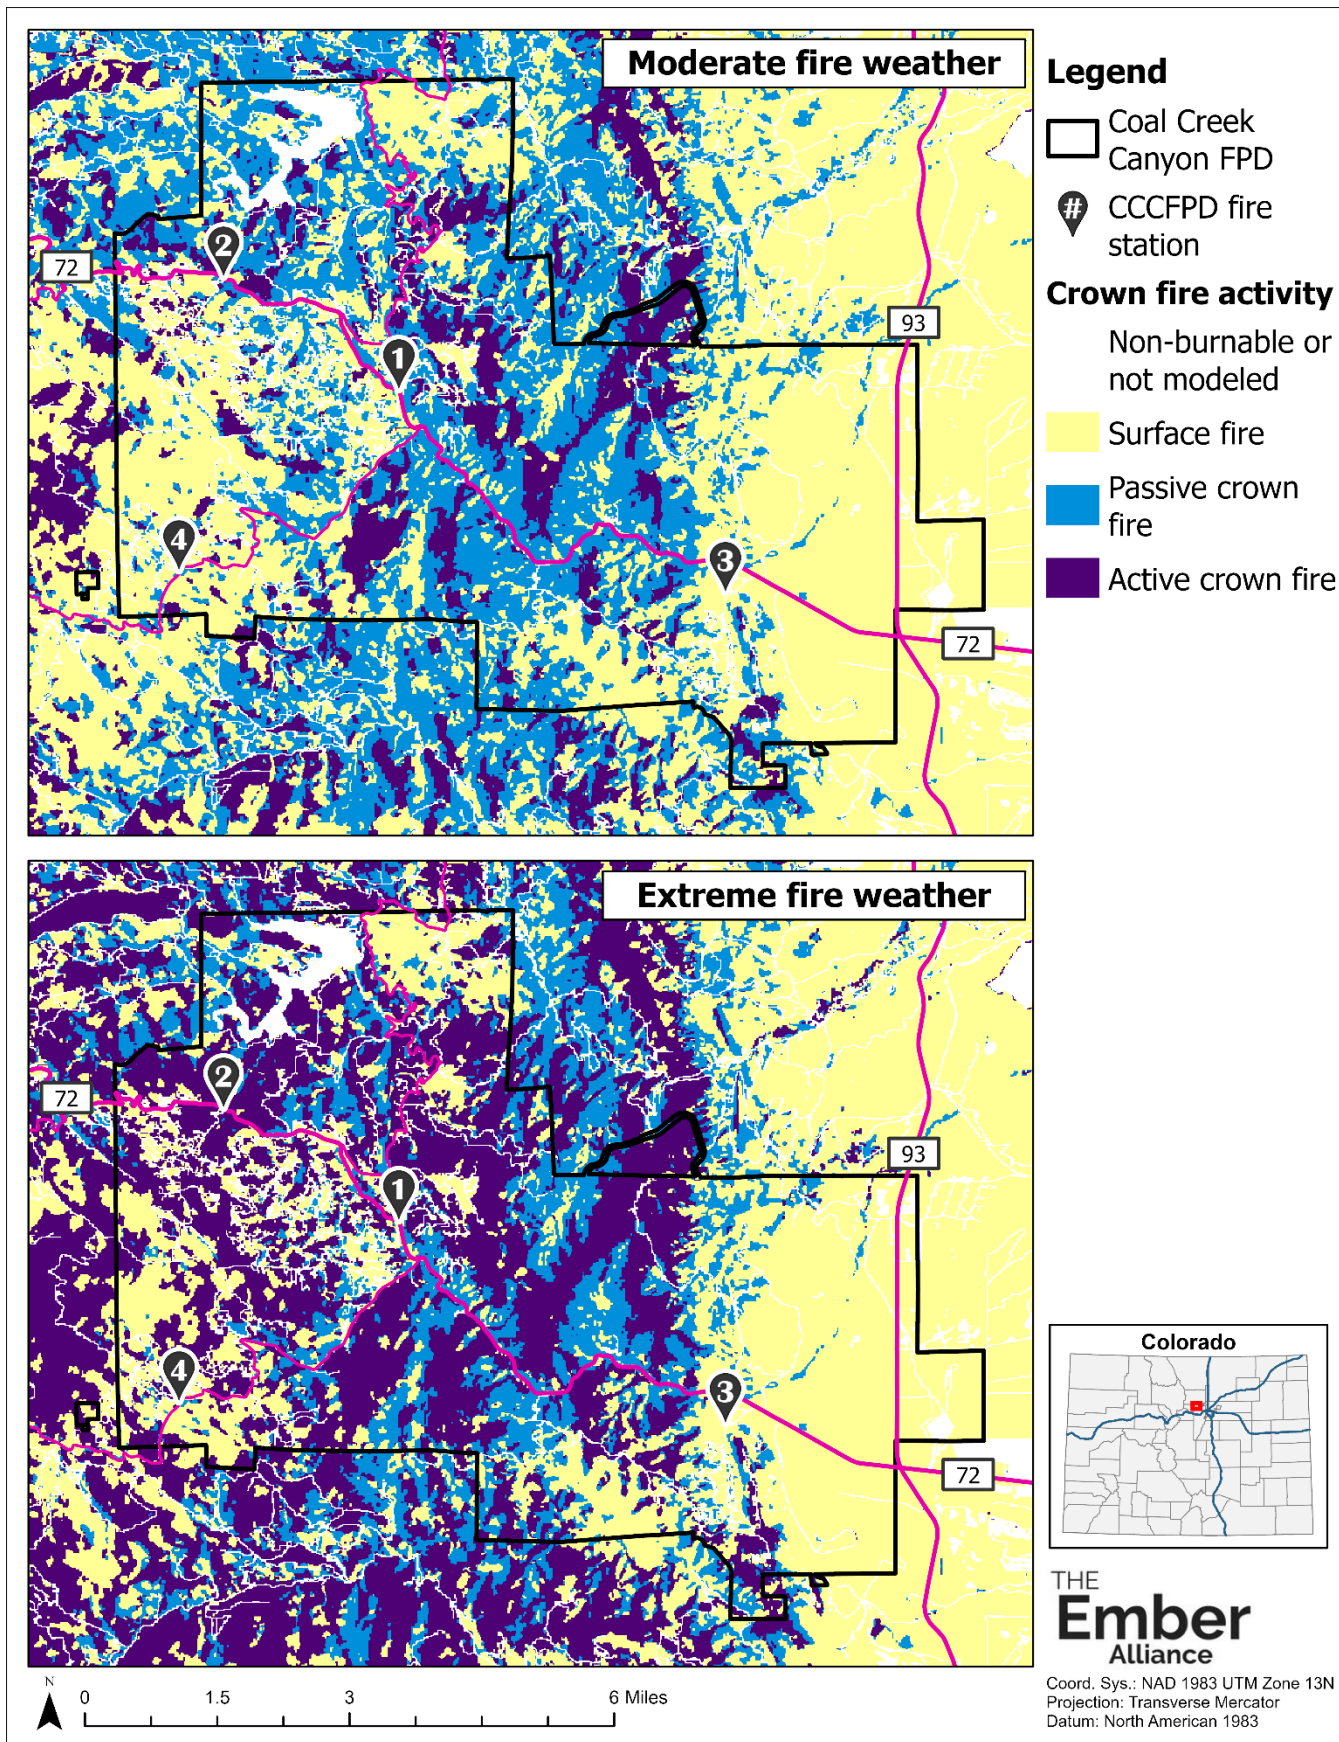 Moderate fire weather
72
2
1
4
3
93
72
Legend
Coal Creek
Canyon FPD
#
CCCFPD fire
station
Crown fire activity
Non-burnable or
not modeled
Surface fire
Passive crown
fire
Active crown fire
Extreme fire weather
72
2
1
4
3
93
72
Colorado
THE
Ember
Alliance
N
0 1.5 3 6 Miles
Coord. Sys.: NAD 1983 UTM Zone 13N
Projection: Transverse Mercator
Datum: North American 1983